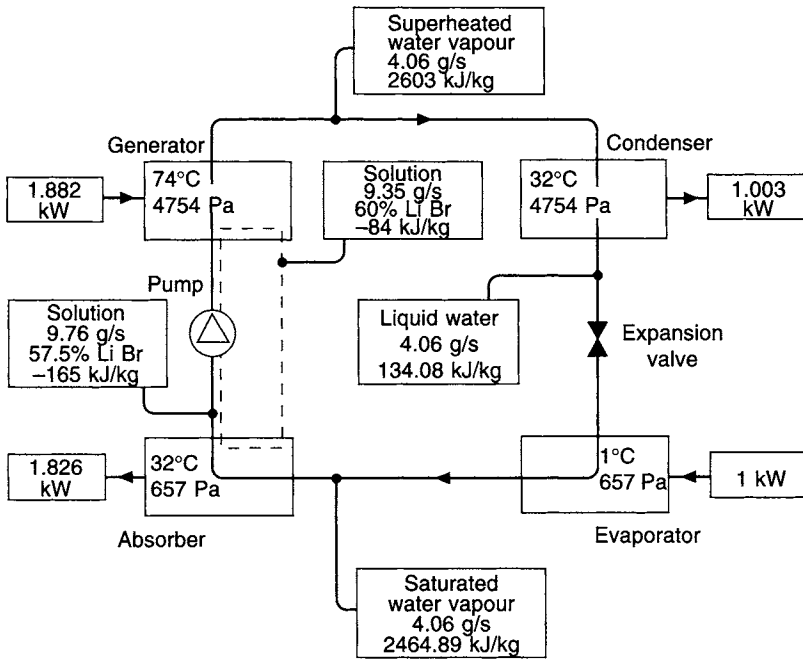 Superheated
water vapour
4.06 g/s
2603 kJ/kg
Generator
Condenser
1.882
kW
74°C
4754 Pa
Solution
9.35 g/s
60% Li Br
–84 kJ/kg
32°C
4754 Pa
1.003
kW
Pump
Solution
9.76 g/s
57.5% Li Br
–165 kJ/kg
Liquid water
4.06 g/s
134.08 kJ/kg
Expansion
valve
1.826
kW
32°C
657 Pa
1°C
657 Pa
1 kW
Absorber
Evaporator
Saturated
water vapour
4.06 g/s
2464.89 kJ/kg